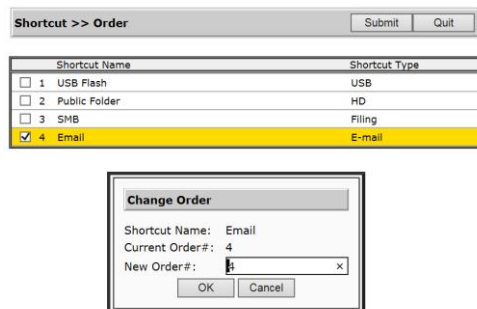 Shortcut >> Order Submit Quit
Shortcut Name Shortcut Type
1 USB Flash USB
2 Public Folder HD
3 SMB Filing
4 Email E-mail
Change Order
Shortcut Name: Email
Current Order#: 4
New Order#: 4 ×
OK Cancel